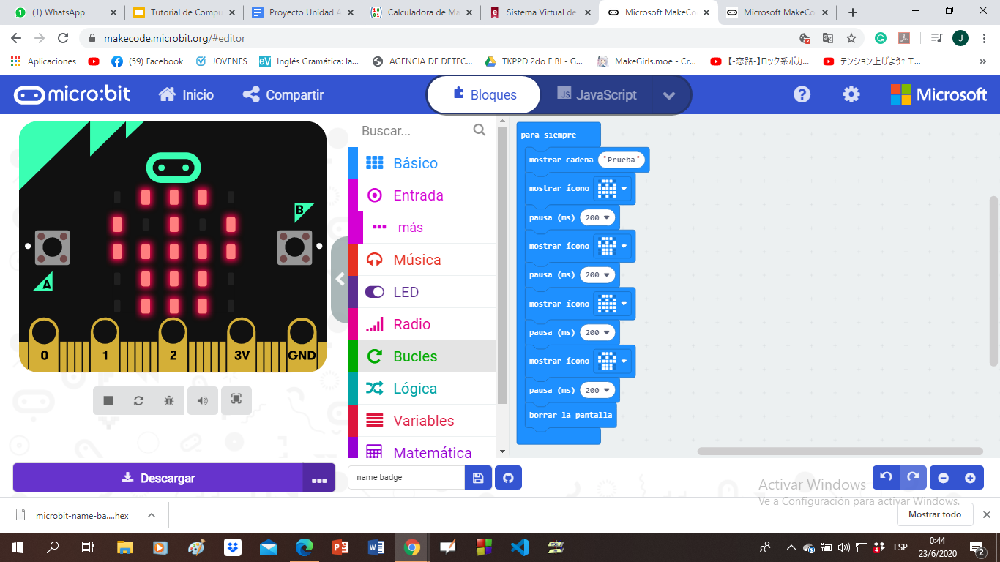 (1) WhatsApp
Tutorial de Compu
Proyecto Unidad A
Calculadora de Ma
Sistema Virtual de
Microsoft MakeCo
Microsoft MakeCo
makecode.microbit.org/#editor
J
Aplicaciones
(59) Facebook
JOVENES
Inglés Gramática: la...
AGENCIA DE DETEC...
TKPPD 2do F BI - G...
MakeGirls.moe - Cr...
【-恋路-】ロック系ボカ...
テンション上げよう↑ エ...
»
micro:bit
Inicio
Compartir
Bloques
JavaScript
Microsoft
B
A
0
1
2
3V
GND
Buscar...
Básico
Entrada
más
Música
LED
Radio
Bucles
Lógica
Variables
Matemática
para siempre
mostrar cadena "Prueba"
mostrar ícono
pausa (ms) 200
mostrar ícono
pausa (ms) 200
mostrar ícono
pausa (ms) 200
mostrar ícono
pausa (ms) 200
borrar la pantalla
Descargar
name badge
Activar Windows
Ve a Configuración para activar Windows.
microbit-name-ba....hex
Mostrar todo
ESP
0:44
23/6/2020
2